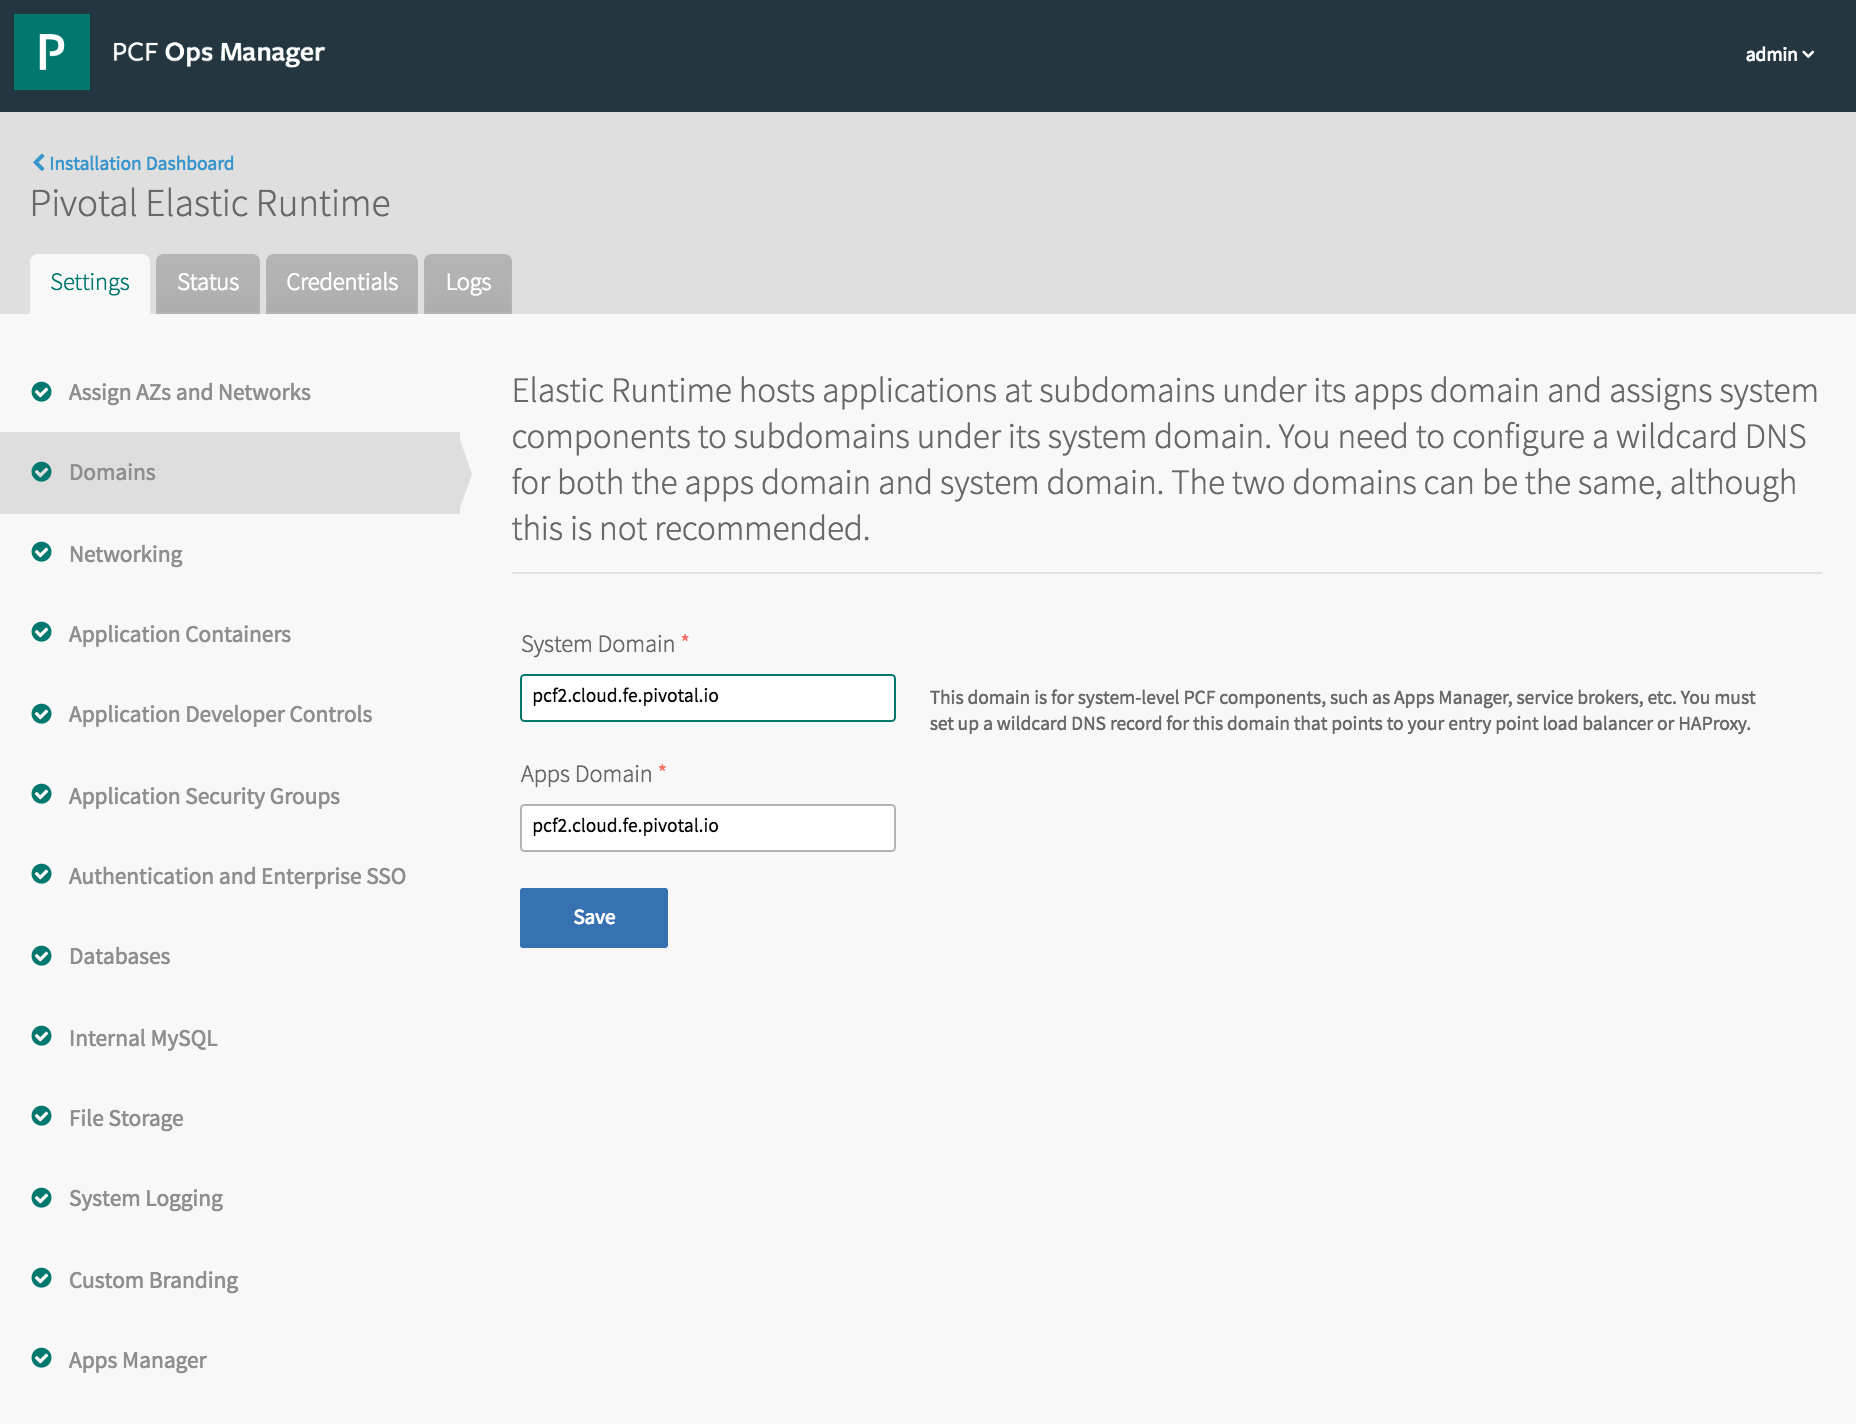 P
PCF Ops Manager
admin
Installation Dashboard
Pivotal Elastic Runtime
Settings
Status
Credentials
Logs
Assign AZs and Networks
Domains
Networking
Application Containers
Application Developer Controls
Application Security Groups
Authentication and Enterprise SSO
Databases
Internal MySQL
File Storage
System Logging
Custom Branding
Apps Manager
Elastic Runtime hosts applications at subdomains under its apps domain and assigns system
components to subdomains under its system domain. You need to configure a wildcard DNS
for both the apps domain and system domain. The two domains can be the same, although
this is not recommended.
System Domain *
pcf2.cloud.fe.pivotal.io
This domain is for system-level PCF components, such as Apps Manager, service brokers, etc. You must
set up a wildcard DNS record for this domain that points to your entry point load balancer or HAProxy.
Apps Domain *
pcf2.cloud.fe.pivotal.io
Save